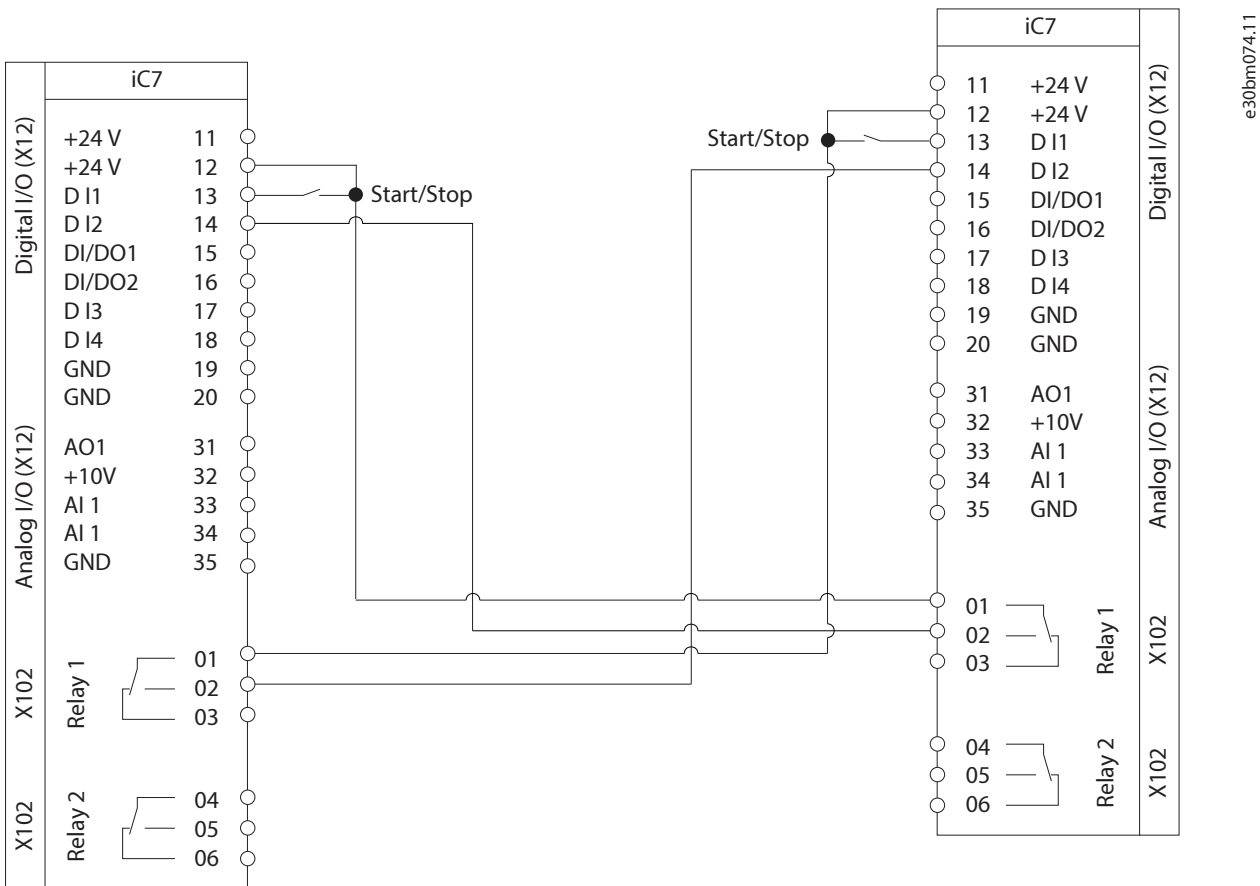 iC7
Digital I/O (X12)
+24 V 11
+24 V 12
D I1 13
Start/Stop
D I2 14
DI/DO1 15
DI/DO2 16
D I3 17
D I4 18
GND 19
GND 20
Analog I/O (X12)
AO1 31
+10V 32
AI 1 33
AI 1 34
GND 35
X102
Relay 1
01
02
03
X102
Relay 2
04
05
06
iC7
Digital I/O (X12)
11 +24 V
12 +24 V
Start/Stop
13 D I1
14 D I2
15 DI/DO1
16 DI/DO2
17 D I3
18 D I4
19 GND
20 GND
Analog I/O (X12)
31 AO1
32 +10V
33 AI 1
34 AI 1
35 GND
01
02
03
Relay 1
X102
04
05
06
Relay 2
X102
e30bm074.11